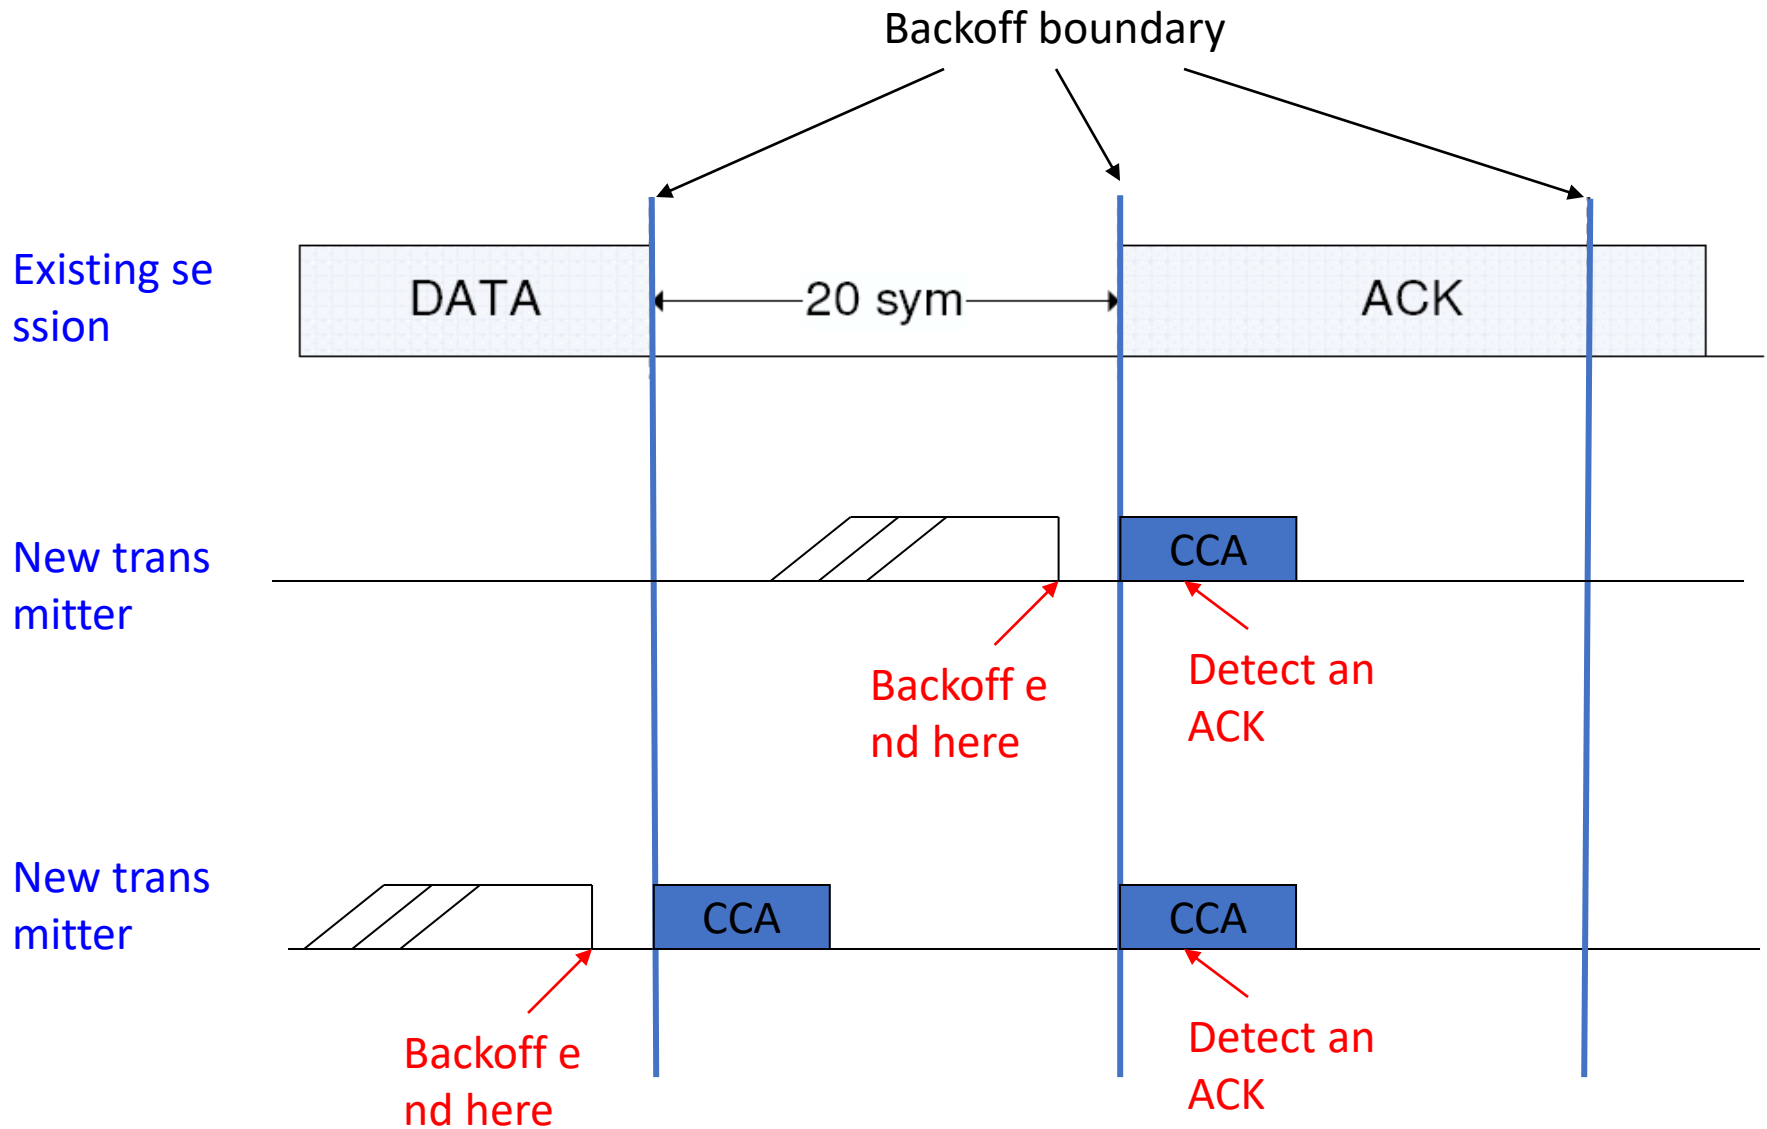 Backoff boundary
Existing se
ssion
DATA
20 sym
ACK
New trans
mitter
CCA
Backoff e
nd here
Detect an
ACK
New trans
mitter
CCA
CCA
Backoff e
nd here
Detect an
ACK